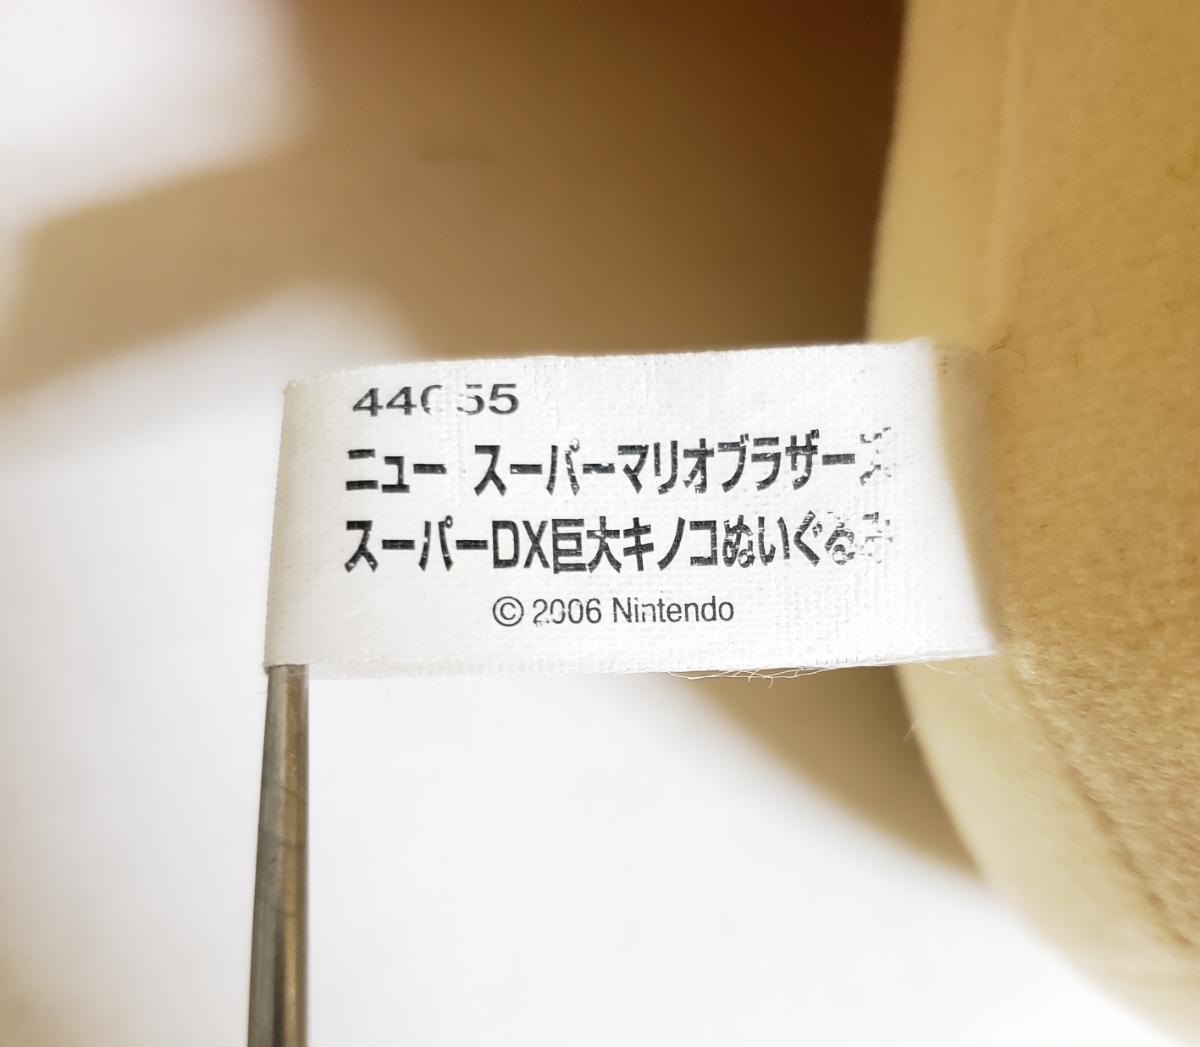 ニュー スーパーマリオブラザーズ
スーパーDX巨大キノコぬいぐるみ
© 2006 Nintendo